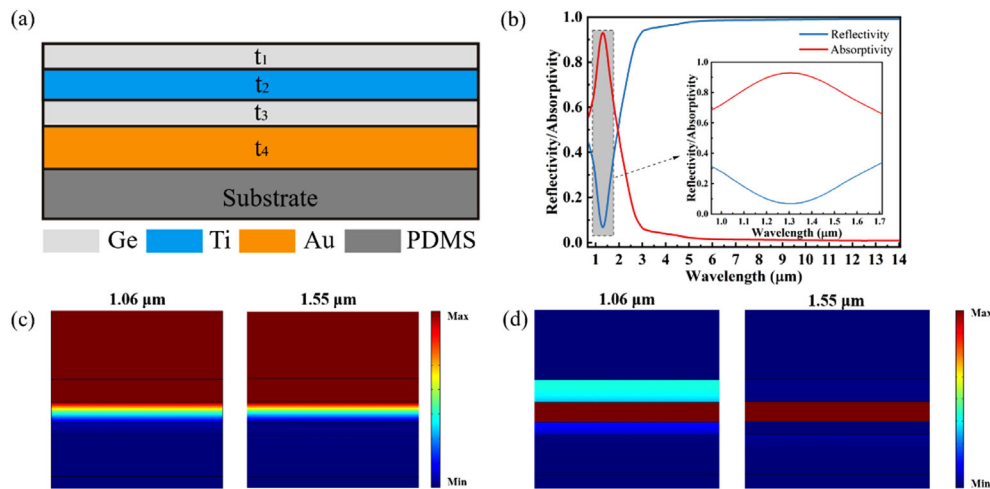 (a)
t₁
t₂
t₃
t₄
Substrate
Ge Ti Au PDMS
(b)
Reflectivity/Absorptivity
1.0
0.8
0.6
0.4
0.2
0.0
1 2 3 4 5 6 7 8 9 10 11 12 13 14
Wavelength (μm)
Reflectivity
Absorptivity
Reflectivity/Absorptivity
1.0
0.8
0.6
0.4
0.2
0.0
1.0 1.1 1.2 1.3 1.4 1.5 1.6 1.7
Wavelength (μm)
(c)
1.06 μm
1.55 μm
Max
Min
(d)
1.06 μm
1.55 μm
Max
Min